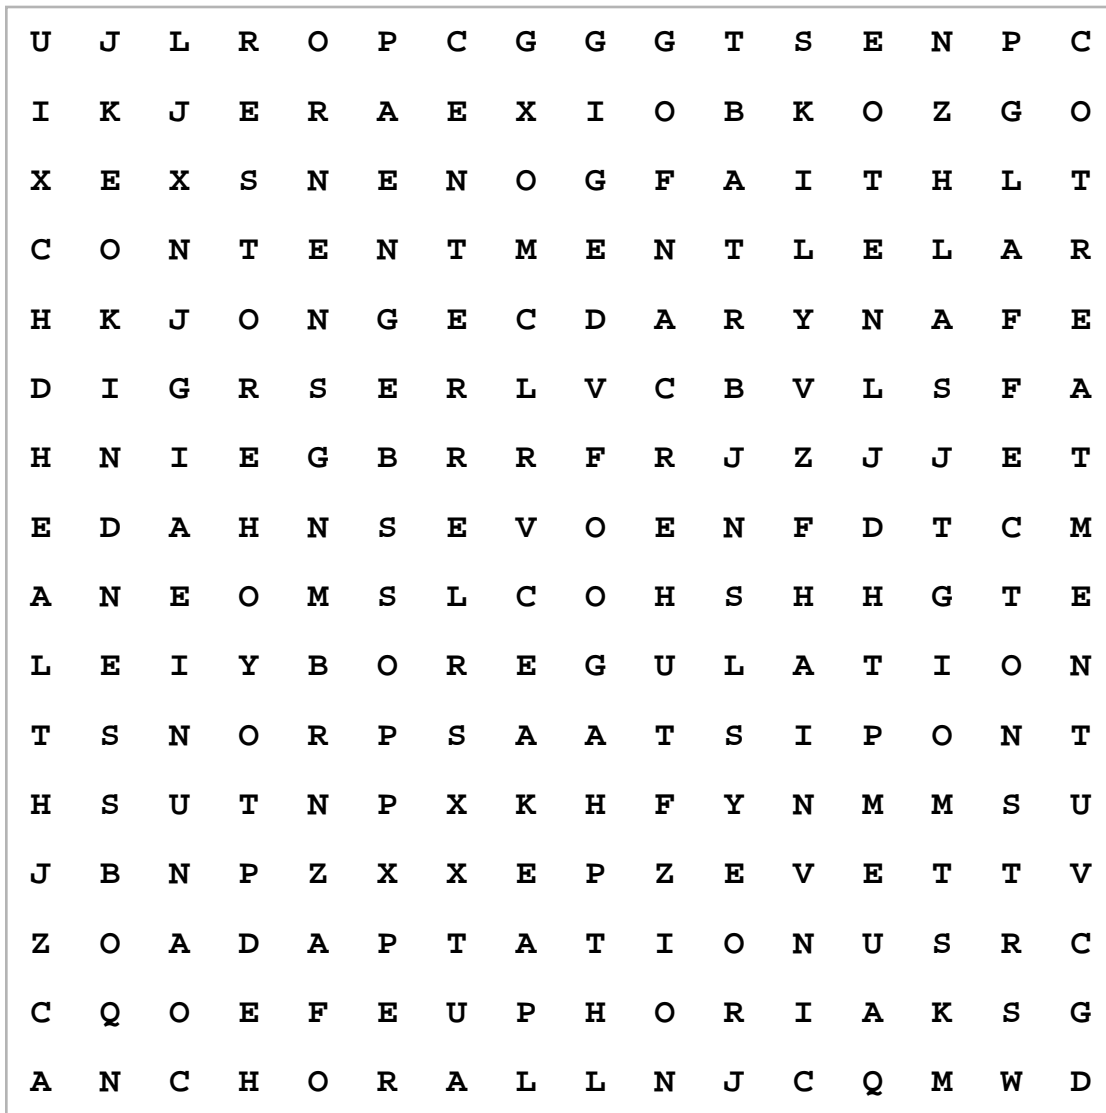 U J L R O P C G G G T S E N P C
I K J E R A E X I O B K O Z G O
X E X S N E N O G F A I T H L T
C O N T E N T M E N T L E L A R
H K J O N G E C D A R Y N A F E
D I G R S E R L V C B V L S F A
H N I E G B R R F R J Z J J E T
E D A H N S E V O E N F D T C M
A N E O M S L C O H S H H G T E
L E I Y B O R E G U L A T I O N
T S N O R P S A A T S I P O N T
H S U T N P X K H F Y N M M S U
J B N P Z X X E P Z E V E T T V
Z O A D A P T A T I O N U S R C
C Q O E F E U P H O R I A K S G
A N C H O R A L L N J C Q M W D